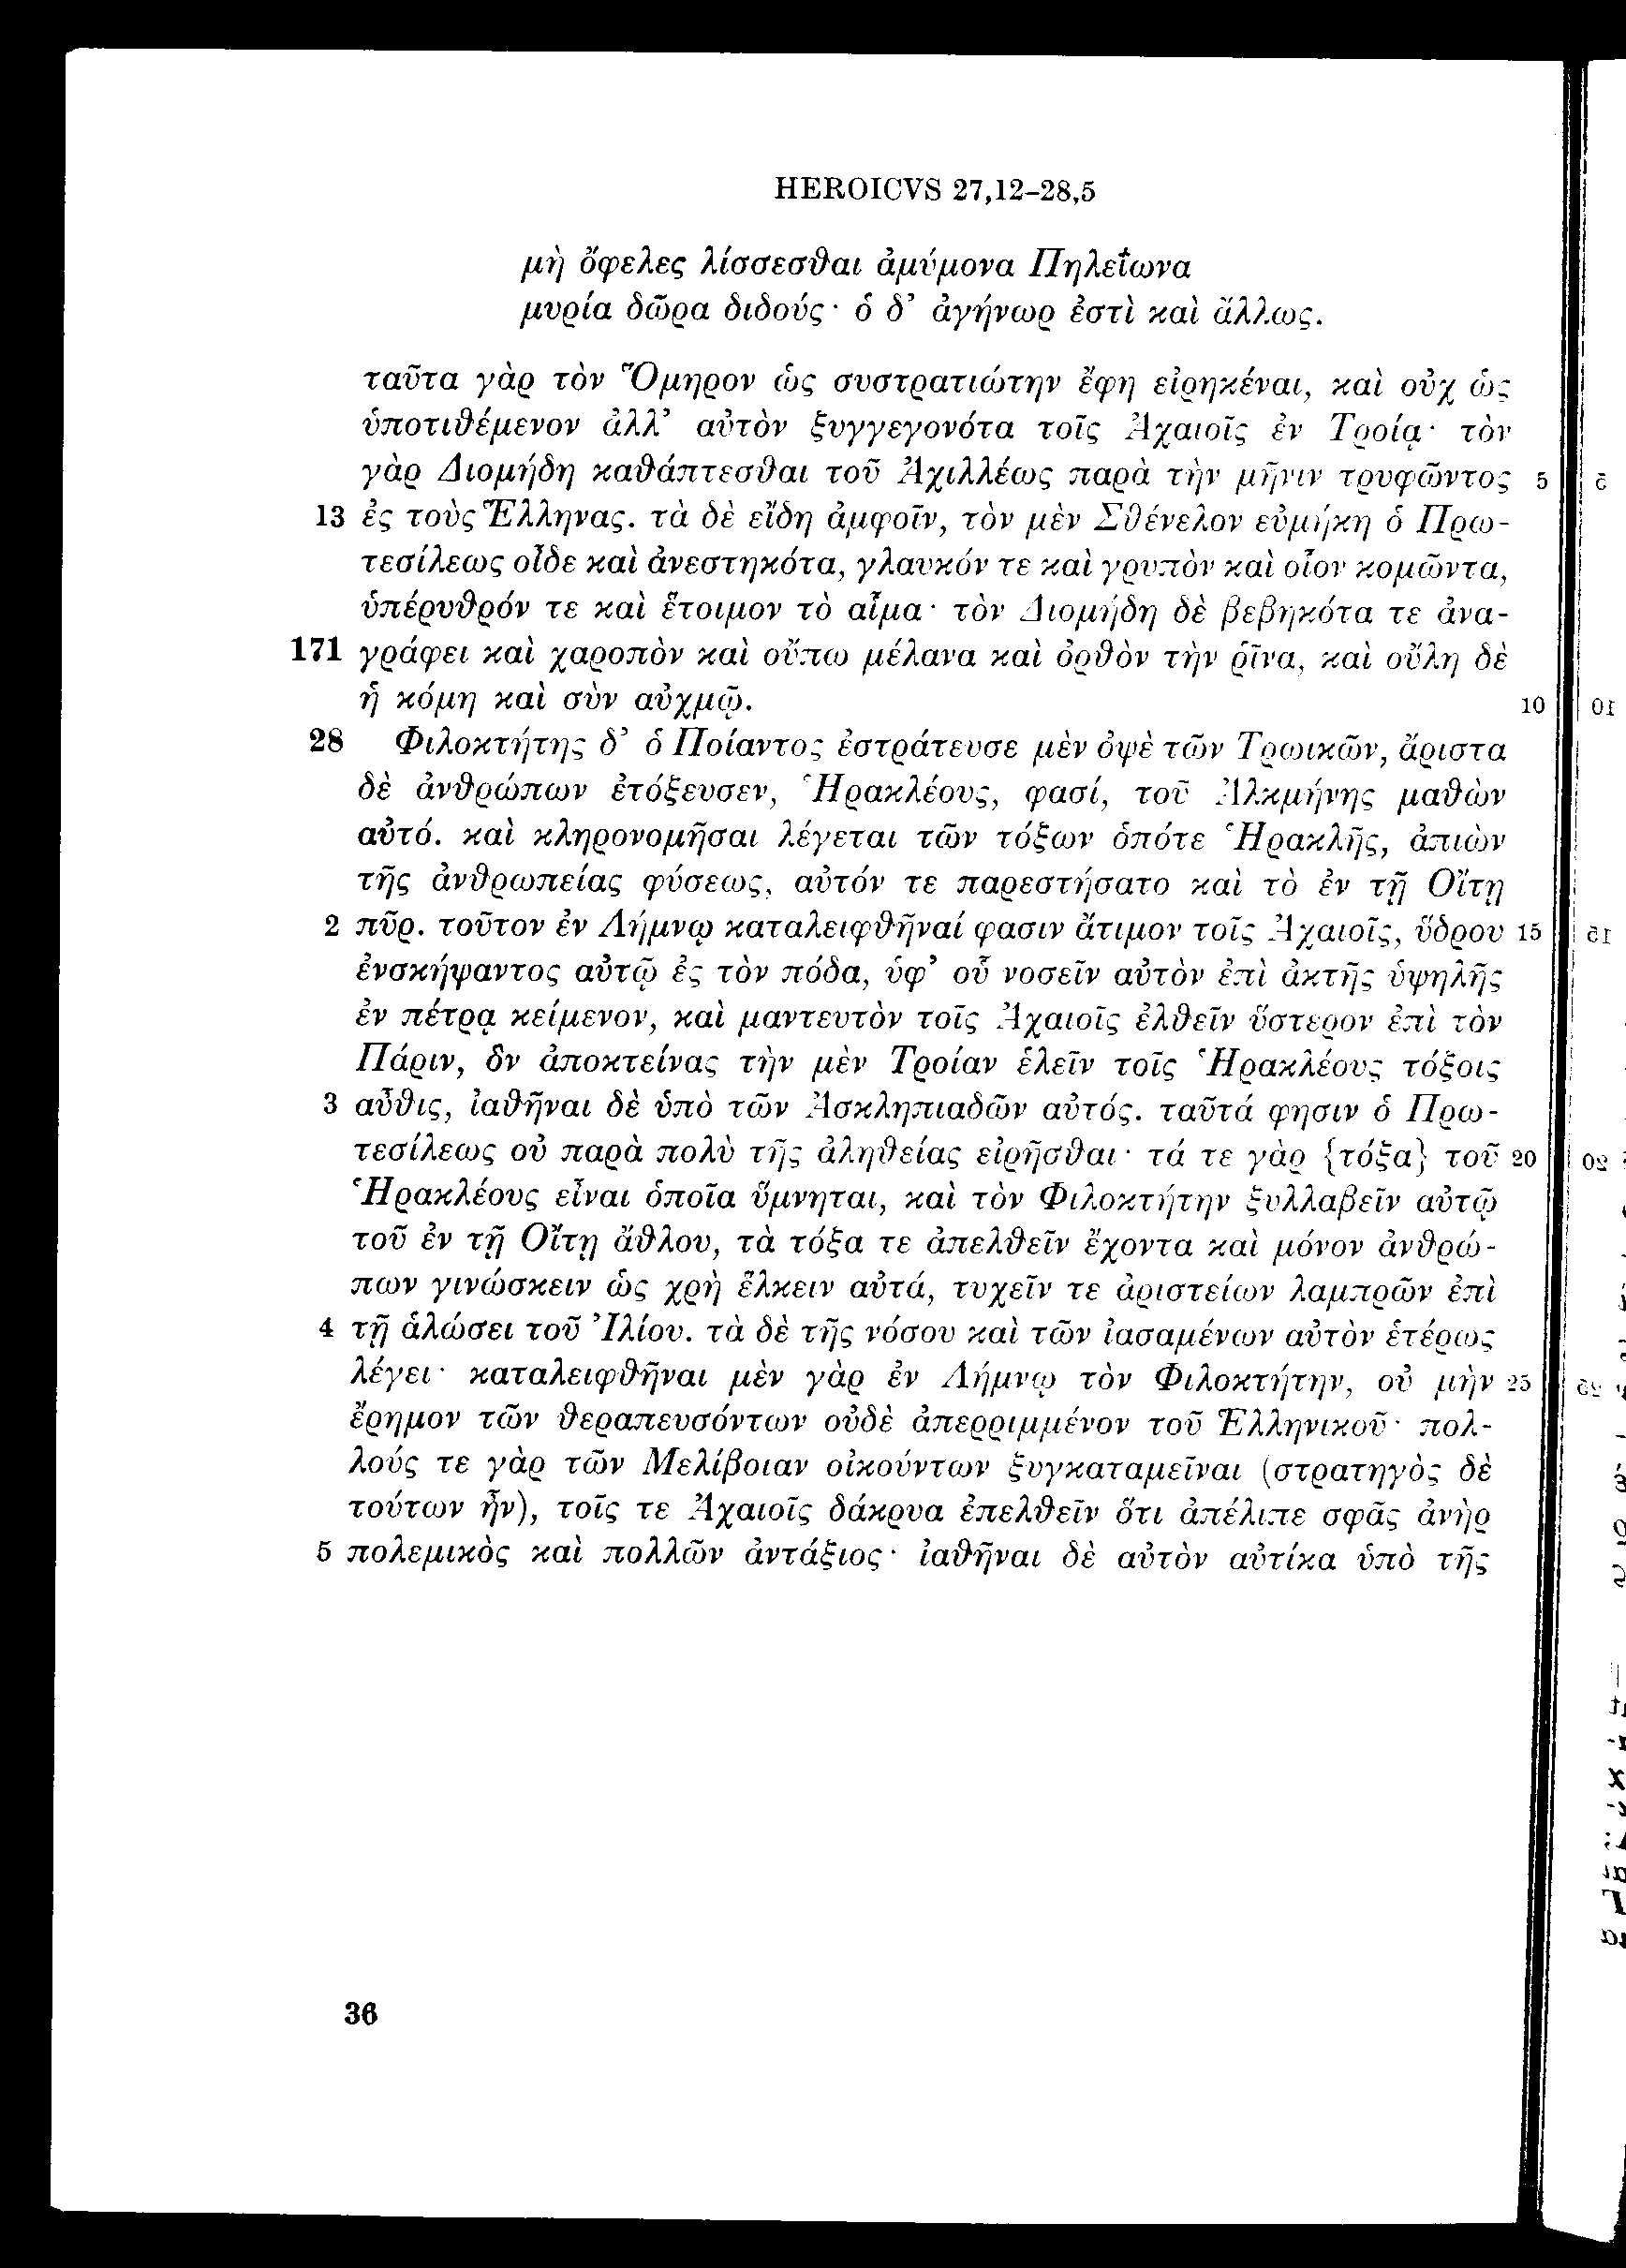 HEROICVS 27,12–28,5
μὴ ὄφελες λίσσεσθαι ἀμύμονα Πηλεΐωνα
μυρία δῶρα διδούς· ὁ δ’ ἀγήνωρ ἐστὶ καὶ ἄλλως.
ταῦτα γὰρ τὸν Ὅμηρον ὡς συστρατιώτην ἔφη εἰρηκέναι, καὶ οὐχ ὡς
ὑποτιθέμενον ἀλλ’ αὐτὸν ξυγγεγονότα τοῖς Ἀχαιοῖς ἐν Τροίᾳ· τὸν
γὰρ Διομήδη καθάπτεσθαι τοῦ Ἀχιλλέως παρὰ τὴν μῆνιν τρυφῶντος 5
13 ἐς τοὺς Ἕλληνας. τὰ δὲ εἴδη ἀμφοῖν, τὸν μὲν Σθένελον εὐμήκη ὁ Πρω-
τεσίλεως οἶδε καὶ ἀνεστηκότα, γλαυκόν τε καὶ γρυπὸν καὶ οἷον κομῶντα,
ὑπέρυθρόν τε καὶ ἕτοιμον τὸ αἷμα· τὸν Διομήδη δὲ βεβηκότα τε ἀνα-
171 γράφει καὶ χαροπὸν καὶ οὔπω μέλανα καὶ ὀρθὸν τὴν ῥῖνα, καὶ οὔλη δὲ
ἡ κόμη καὶ σὺν αὐχμῷ. 10
28 Φιλοκτήτης δ’ ὁ Ποίαντος ἐστράτευσε μὲν ὀψὲ τῶν Τρωικῶν, ἄριστα
δὲ ἀνθρώπων ἐτόξευσεν, Ἡρακλέους, φασί, τοῦ Ἀλκμήνης μαθὼν
αὐτό. καὶ κληρονομῆσαι λέγεται τῶν τόξων ὁπότε Ἡρακλῆς, ἀπιὼν
τῆς ἀνθρωπείας φύσεως, αὐτόν τε παρεστήσατο καὶ τὸ ἐν τῇ Οἴτῃ
2 πῦρ. τοῦτον ἐν Λήμνῳ καταλειφθῆναί φασιν ἄτιμον τοῖς Ἀχαιοῖς, ὕδρου 15
ἐνσκήψαντος αὐτῷ ἐς τὸν πόδα, ὑφ’ οὗ νοσεῖν αὐτὸν ἐπὶ ἀκτῆς ὑψηλῆς
ἐν πέτρᾳ κείμενον, καὶ μαντευτὸν τοῖς Ἀχαιοῖς ἐλθεῖν ὕστερον ἐπὶ τὸν
Πάριν, ὃν ἀποκτείνας τὴν μὲν Τροίαν ἑλεῖν τοῖς Ἡρακλέους τόξοις
3 αὖθις, ἰαθῆναι δὲ ὑπὸ τῶν Ἀσκληπιαδῶν αὐτός. ταῦτά φησιν ὁ Πρω-
τεσίλεως οὐ παρὰ πολὺ τῆς ἀληθείας εἰρῆσθαι· τά τε γὰρ {τόξα} τοῦ 20
Ἡρακλέους εἶναι ὁποῖα ὕμνηται, καὶ τὸν Φιλοκτήτην ξυλλαβεῖν αὐτῷ
τοῦ ἐν τῇ Οἴτῃ ἄθλου, τὰ τόξα τε ἀπελθεῖν ἔχοντα καὶ μόνον ἀνθρώ-
πων γινώσκειν ὡς χρὴ ἕλκειν αὐτά, τυχεῖν τε ἀριστείων λαμπρῶν ἐπὶ
4 τῇ ἁλώσει τοῦ Ἰλίου. τὰ δὲ τῆς νόσου καὶ τῶν ἰασαμένων αὐτὸν ἑτέρως
λέγει· καταλειφθῆναι μὲν γὰρ ἐν Λήμνῳ τὸν Φιλοκτήτην, οὐ μὴν 25
ἔρημον τῶν θεραπευσόντων οὐδὲ ἀπερριμμένον τοῦ Ἑλληνικοῦ· πολ-
λούς τε γὰρ τῶν Μελίβοιαν οἰκούντων ξυγκαταμεῖναι (στρατηγὸς δὲ
τούτων ἦν), τοῖς τε Ἀχαιοῖς δάκρυα ἐπελθεῖν ὅτι ἀπέλιπε σφᾶς ἀνὴρ
5 πολεμικὸς καὶ πολλῶν ἀντάξιος· ἰαθῆναι δὲ αὐτὸν αὐτίκα ὑπὸ τῆς
36